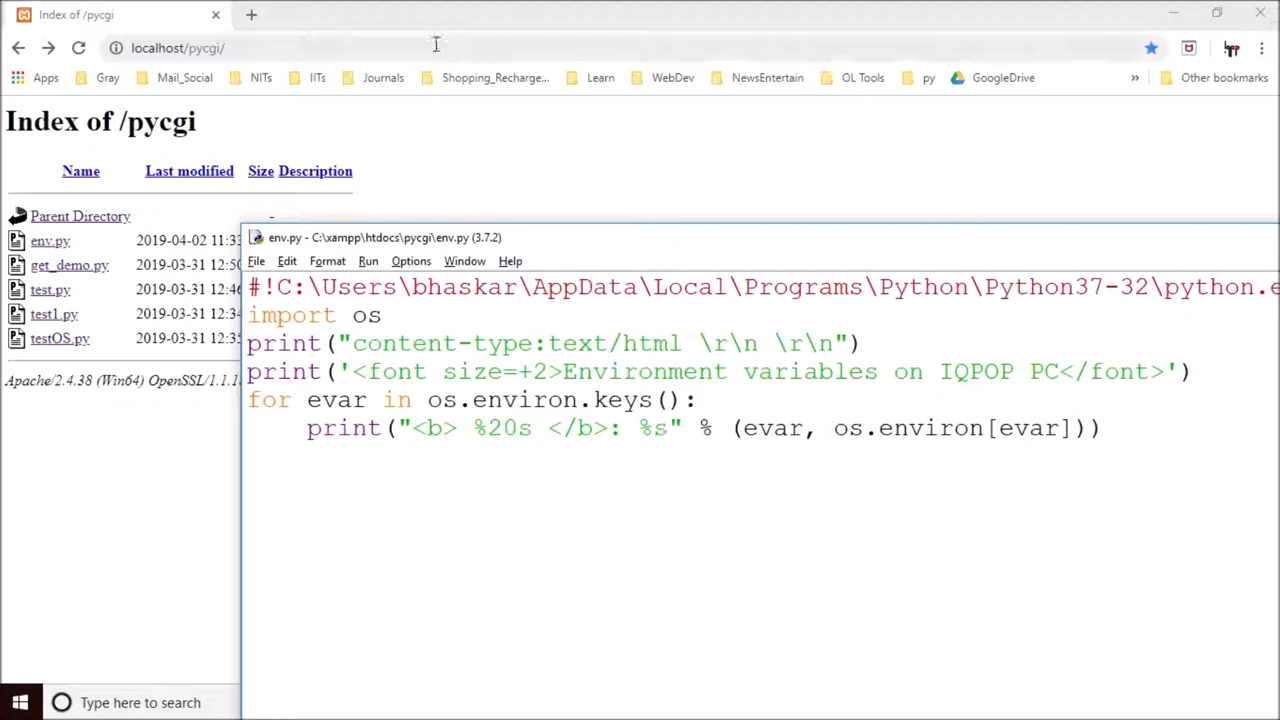 Index of /pycgi
localhost/pycgi/
Apps Gray Mail_Social NITs IITs Journals Shopping_Recharge... Learn WebDev NewsEntertain OL Tools py GoogleDrive » Other bookmarks
Index of /pycgi
Name Last modified Size Description
Parent Directory -
env.py 2019-04-02 11:33
get_demo.py 2019-03-31 12:50
test.py 2019-03-31 12:46
test1.py 2019-03-31 12:34
testOS.py 2019-03-31 12:35
Apache/2.4.38 (Win64) OpenSSL/1.1.1
env.py - C:\xampp\htdocs\pycgi\env.py (3.7.2)
File Edit Format Run Options Window Help
#!C:\Users\bhaskar\AppData\Local\Programs\Python\Python37-32\python.e
import os
print("content-type:text/html \r\n \r\n")
print('<font size=+2>Environment variables on IQPOP PC</font>')
for evar in os.environ.keys():
print("<b> %20s </b>: %s" % (evar, os.environ[evar]))
Type here to search